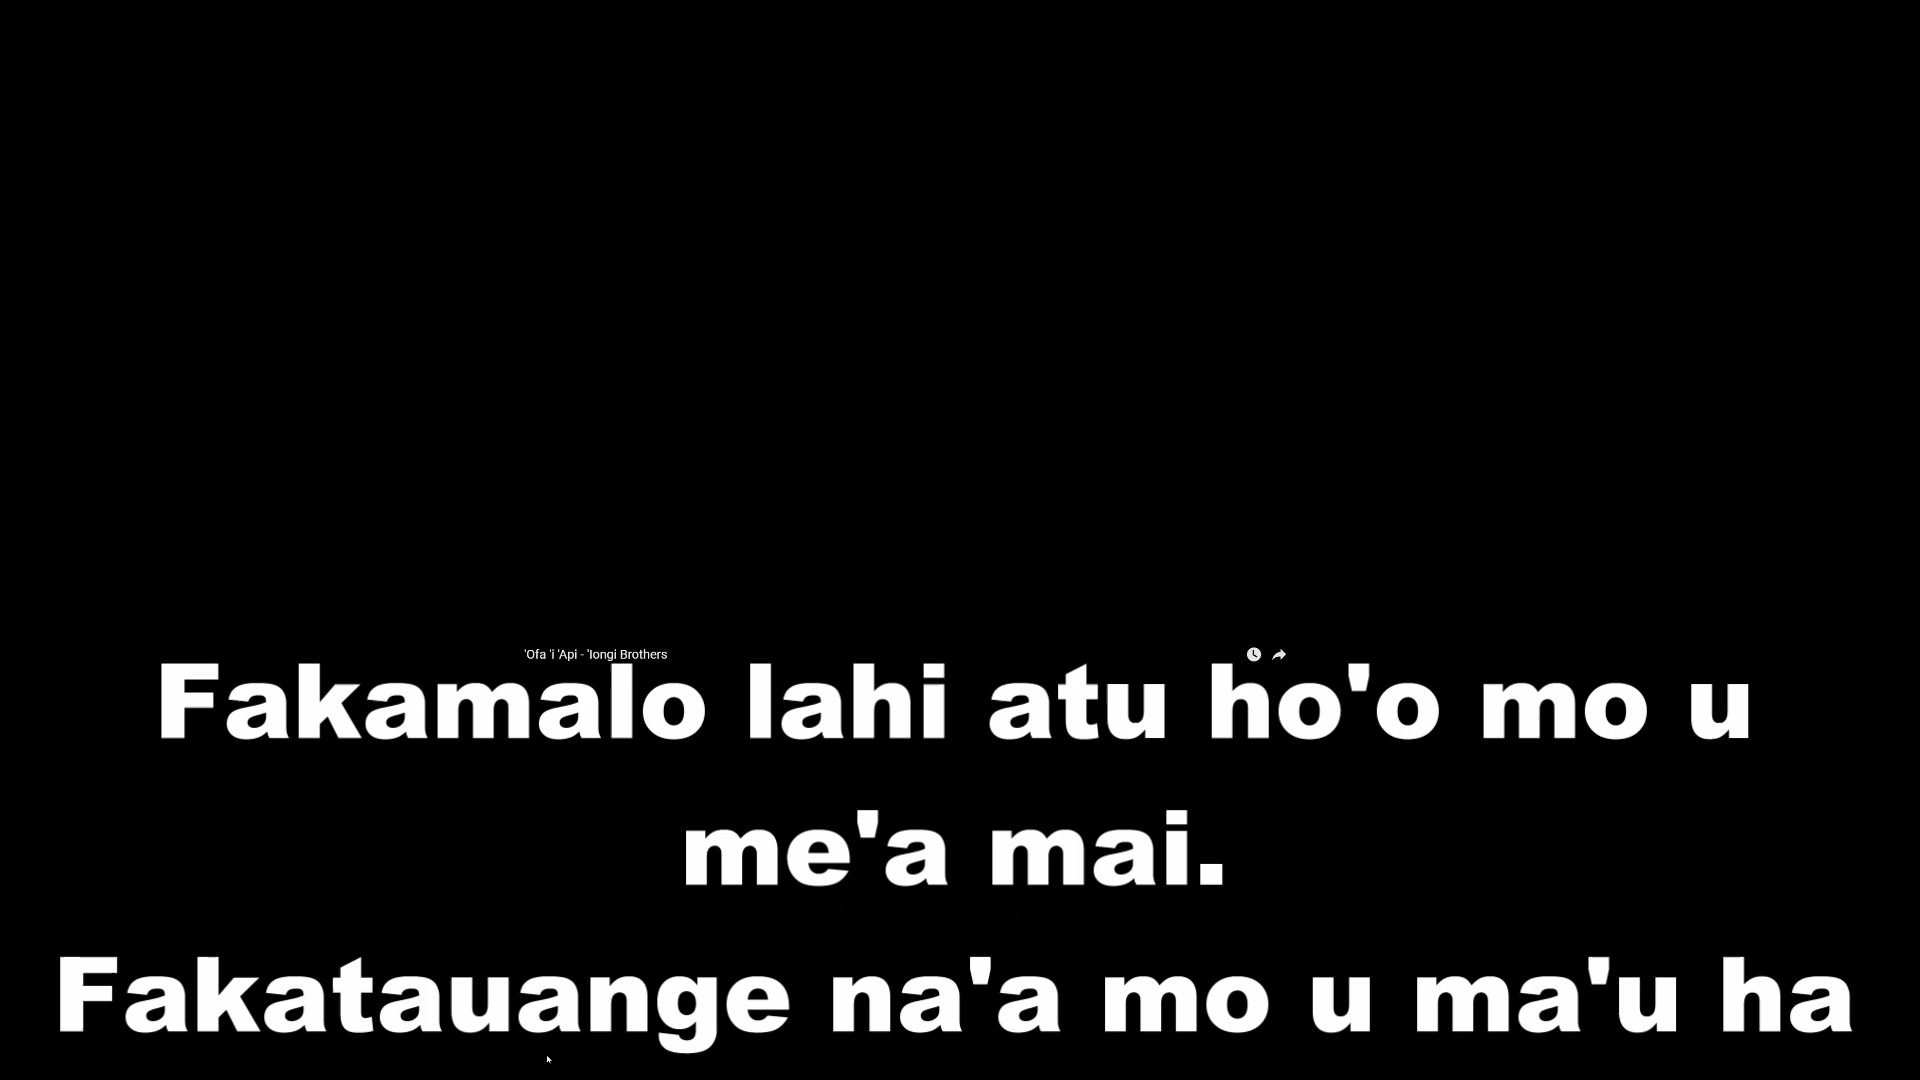 'Ofa 'i 'Api - 'Iongi Brothers
Fakamalo lahi atu ho'o mo u
me'a mai.
Fakatauange na'a mo u ma'u ha